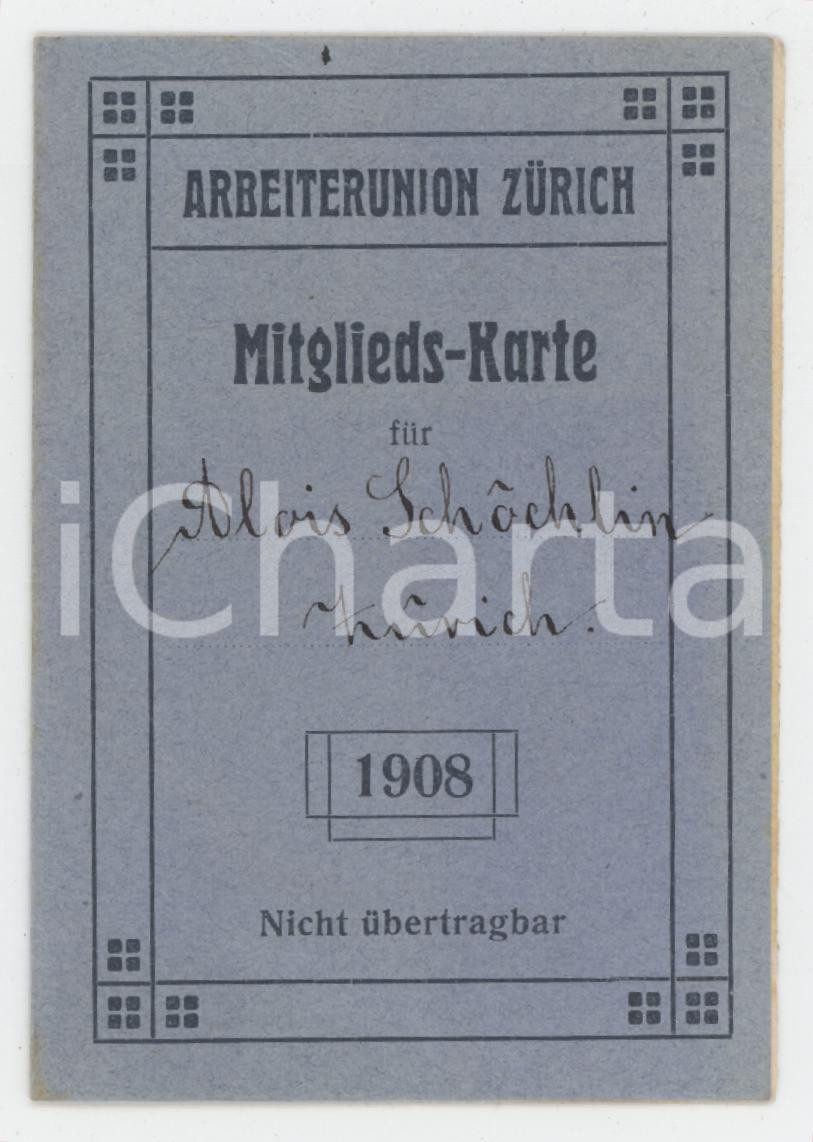 ARBEITERUNION ZÜRICH
Mitglieds-Karte
für
Alois Schöchlin
Zürich.
1908
Nicht übertragbar
iCharta